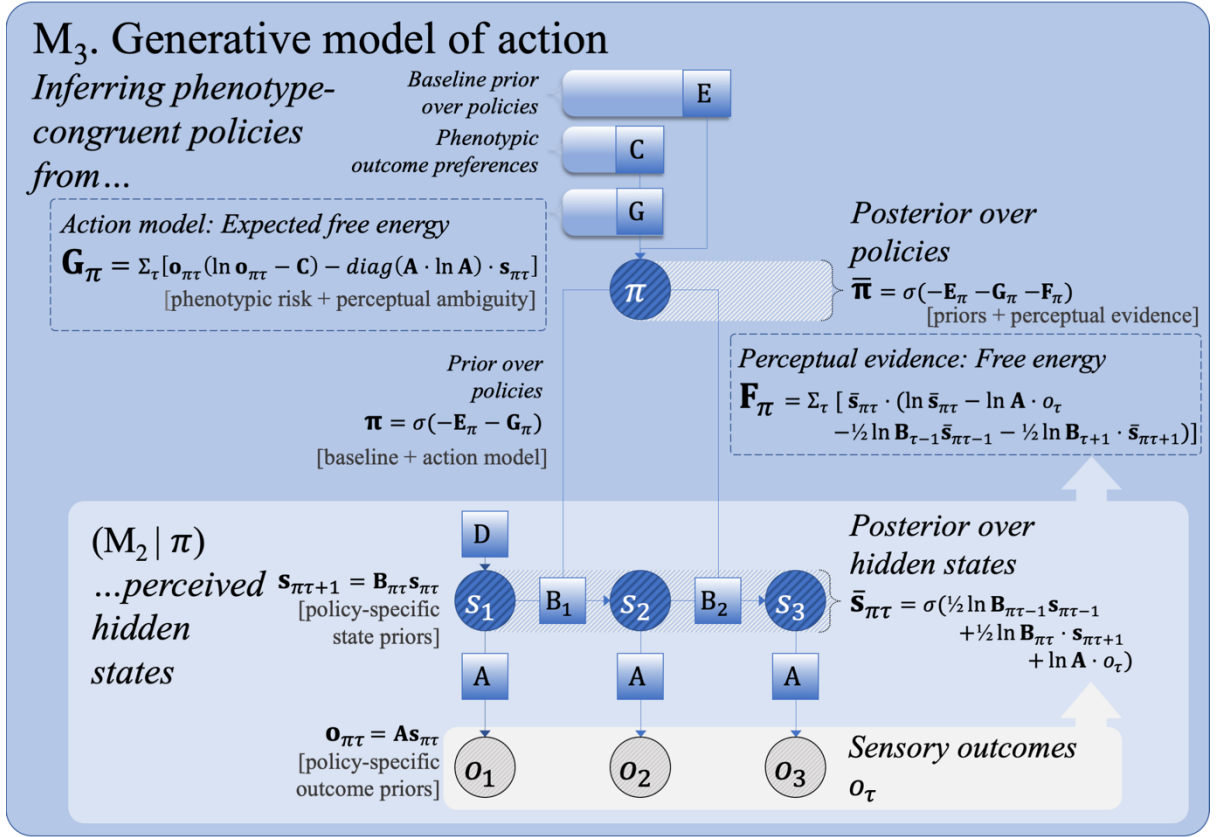 M₃. Generative model of action
Inferring phenotype-
congruent policies
from…
Baseline prior
over policies
E
Phenotypic
outcome preferences
C
G
Action model: Expected free energy
𝐆_π = Σ_τ[𝐨_πτ(ln 𝐨_πτ − 𝐂) − diag(𝐀 · ln 𝐀) · 𝐬_πτ]
[phenotypic risk + perceptual ambiguity]
π
Posterior over
policies
π̄ = σ(−𝐄_π − 𝐆_π − 𝐅_π)
[priors + perceptual evidence]
Prior over
policies
π = σ(−𝐄_π − 𝐆_π)
[baseline + action model]
Perceptual evidence: Free energy
𝐅_π = Σ_τ [ s̄_πτ · (ln s̄_πτ − ln 𝐀 · o_τ
−½ ln 𝐁_τ−1 s̄_πτ−1 − ½ ln 𝐁_τ+1 · s̄_πτ+1)]
(M₂ | π)
…perceived
hidden
states
D
𝐬_πτ+1 = 𝐁_πτ𝐬_πτ
[policy-specific
state priors]
s₁ B₁ s₂ B₂ s₃
Posterior over
hidden states
s̄_πτ = σ(½ ln 𝐁_πτ−1𝐬_πτ−1
+½ ln 𝐁_πτ · 𝐬_πτ+1
+ ln 𝐀 · o_τ)
A A A
𝐨_πτ = 𝐀𝐬_πτ
[policy-specific
outcome priors]
o₁ o₂ o₃
Sensory outcomes
o_τ